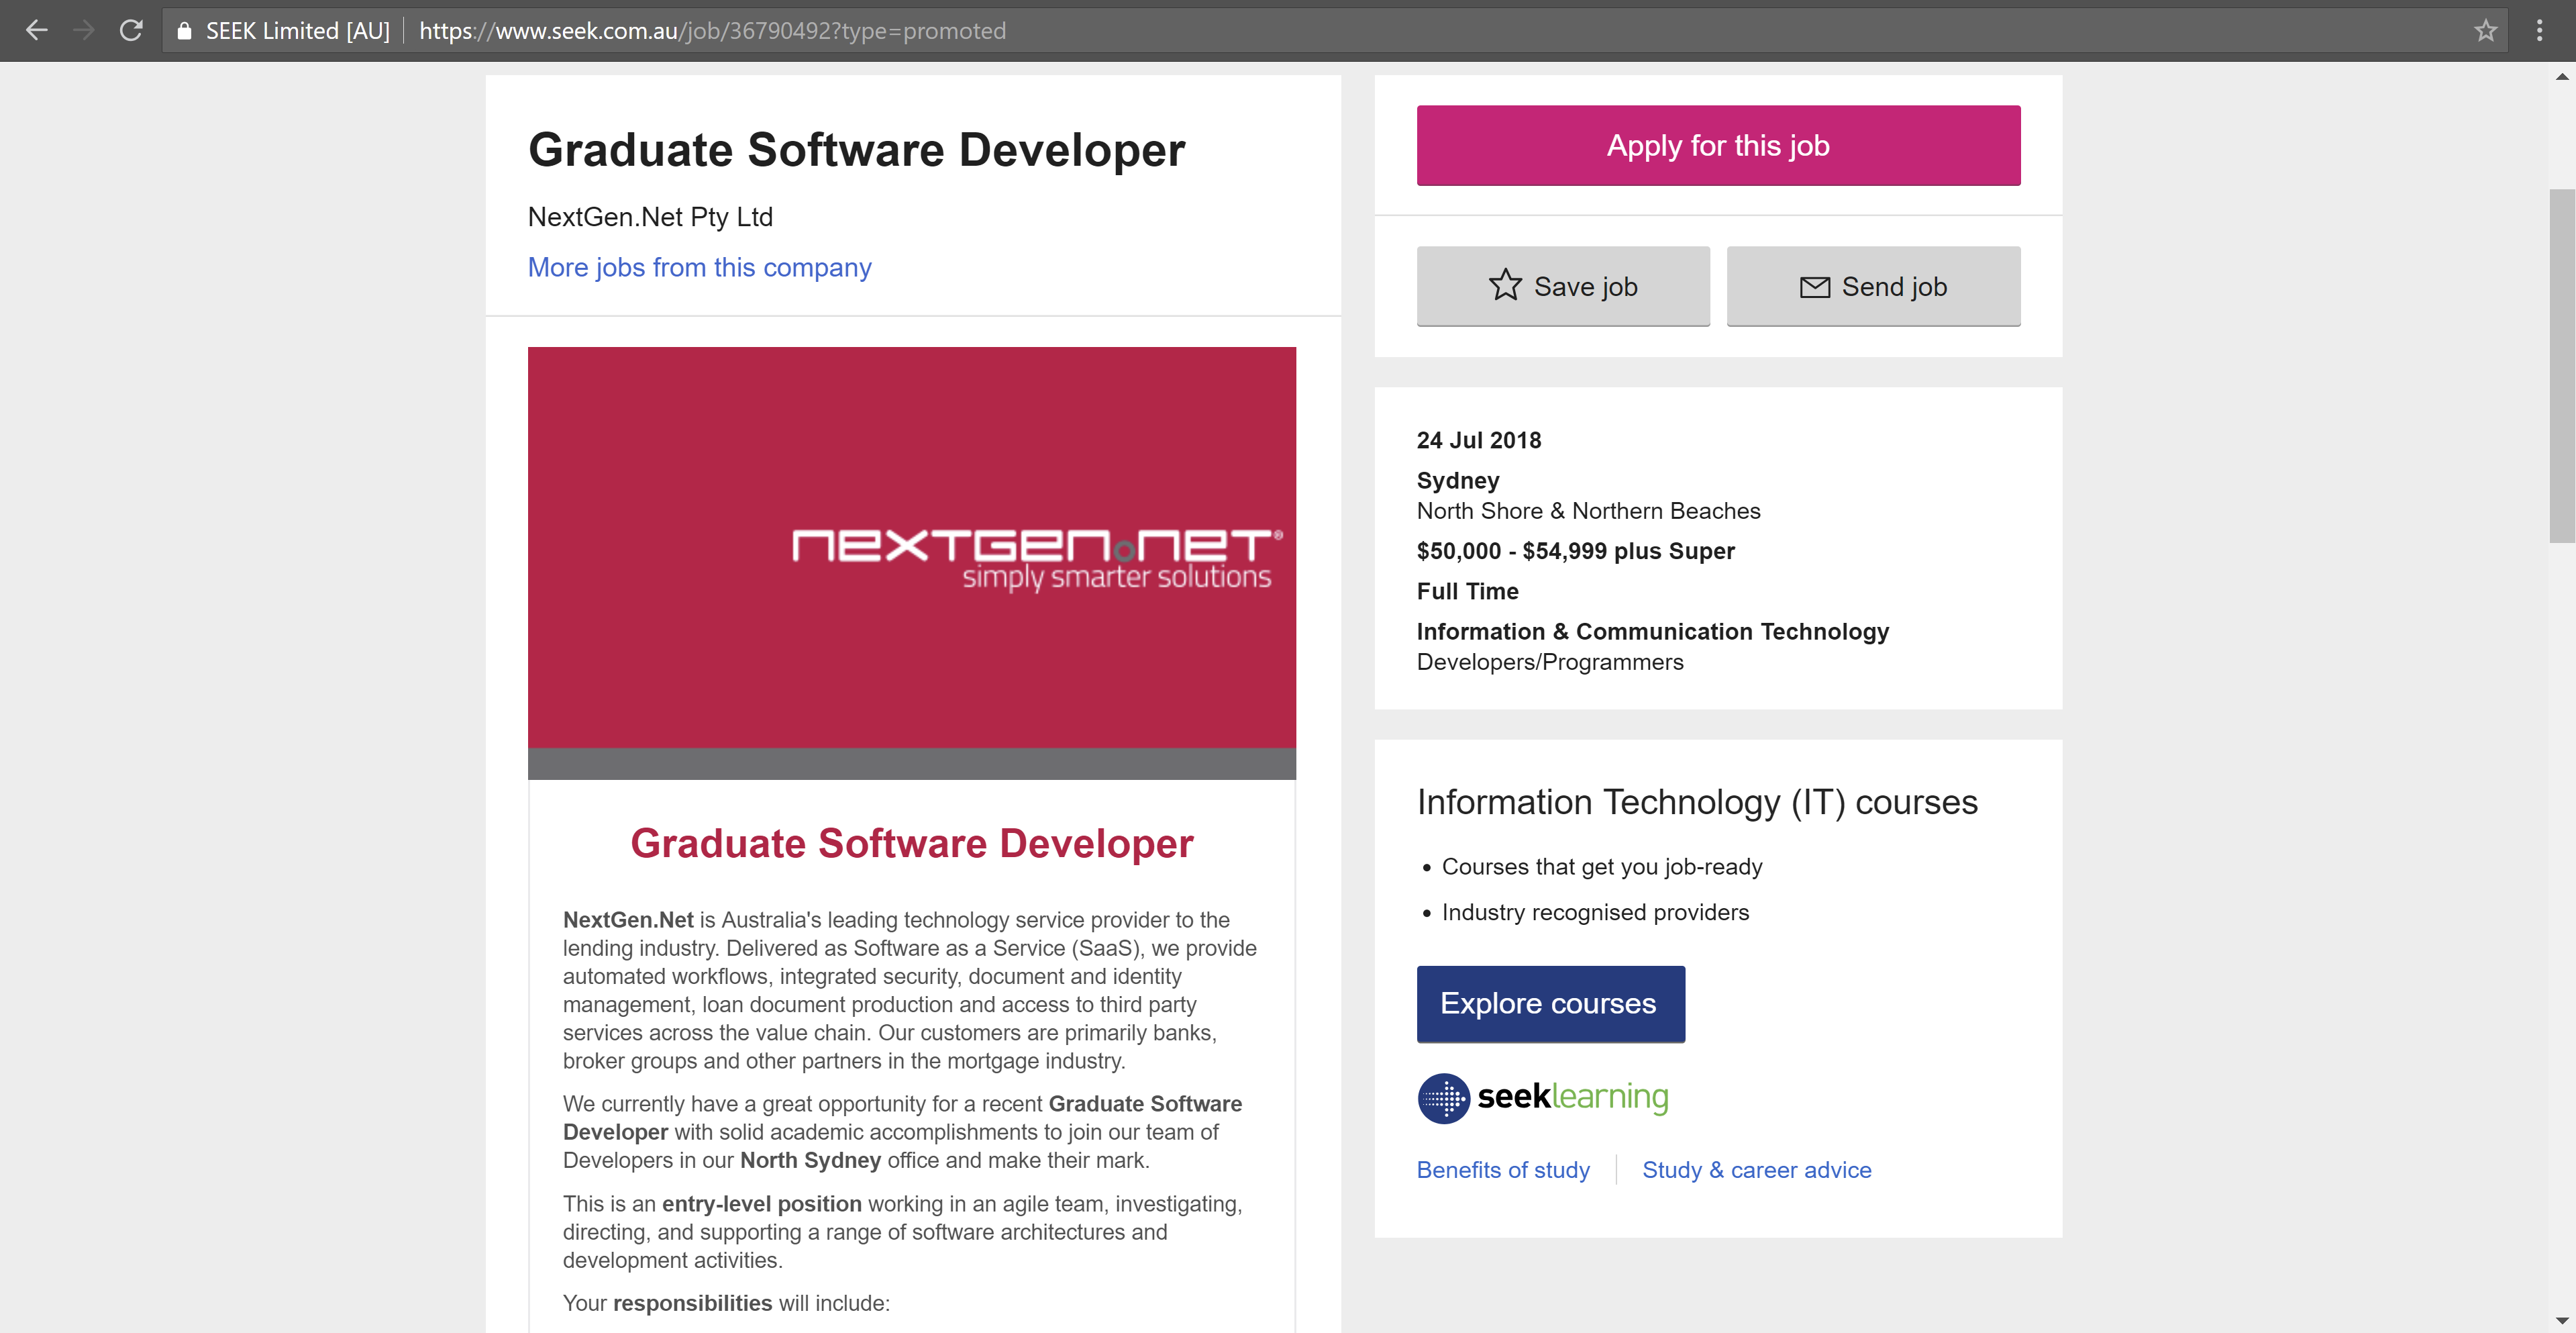 SEEK Limited [AU] https://www.seek.com.au/job/36790492?type=promoted
Graduate Software Developer
NextGen.Net Pty Ltd
More jobs from this company
nexTGen.neT®
simply smarter solutions
Graduate Software Developer
NextGen.Net is Australia's leading technology service provider to the
lending industry. Delivered as Software as a Service (SaaS), we provide
automated workflows, integrated security, document and identity
management, loan document production and access to third party
services across the value chain. Our customers are primarily banks,
broker groups and other partners in the mortgage industry.
We currently have a great opportunity for a recent Graduate Software
Developer with solid academic accomplishments to join our team of
Developers in our North Sydney office and make their mark.
This is an entry-level position working in an agile team, investigating,
directing, and supporting a range of software architectures and
development activities.
Your responsibilities will include:
Apply for this job
Save job
Send job
24 Jul 2018
Sydney
North Shore & Northern Beaches
$50,000 - $54,999 plus Super
Full Time
Information & Communication Technology
Developers/Programmers
Information Technology (IT) courses
• Courses that get you job-ready
• Industry recognised providers
Explore courses
seeklearning
Benefits of study
Study & career advice